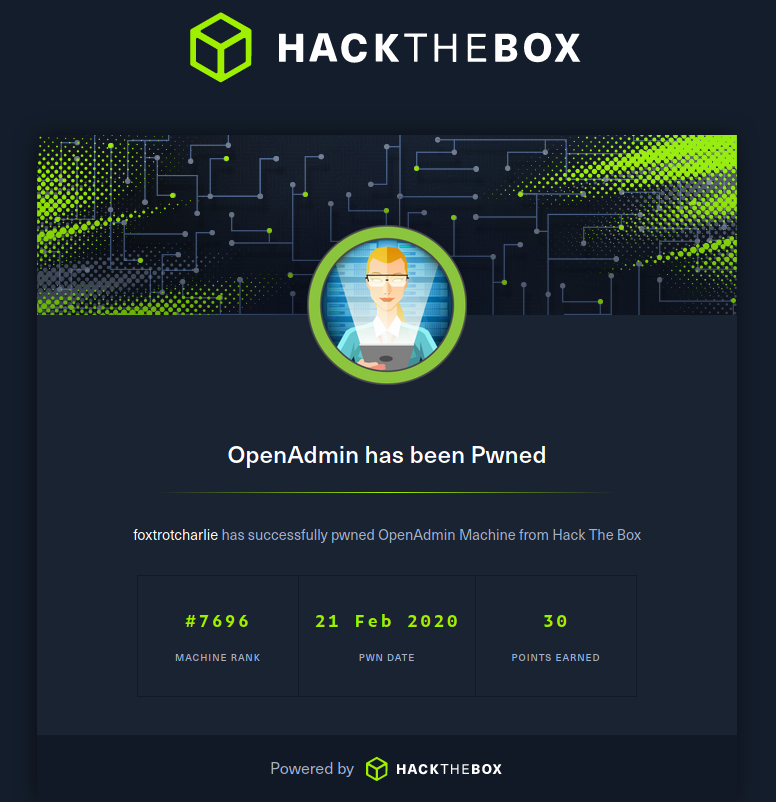 HACKTHEBOX
OpenAdmin has been Pwned
foxtrotcharlie has successfully pwned OpenAdmin Machine from Hack The Box
#7696 21 Feb 2020 30
MACHINE RANK PWN DATE POINTS EARNED
Powered by HACKTHEBOX